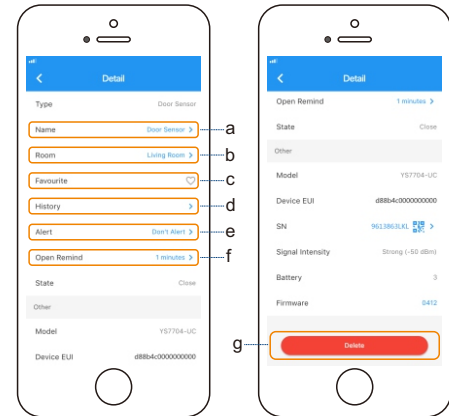 Detail
Type Door Sensor
Name Door Sensor > a
Room Living Room > b
Favourite c
History > d
Alert Don't Alert > e
Open Remind 1 minutes > f
State Close
Other
Model YS7704-UC
Device EUI d88b4c0000000000
Detail
Open Remind 1 minutes >
State Close
Other
Model YS7704-UC
Device EUI d88b4c0000000000
SN 9613863LKL >
Signal Intensity Strong (-50 dBm)
Battery 3
Firmware 0412
g Delete